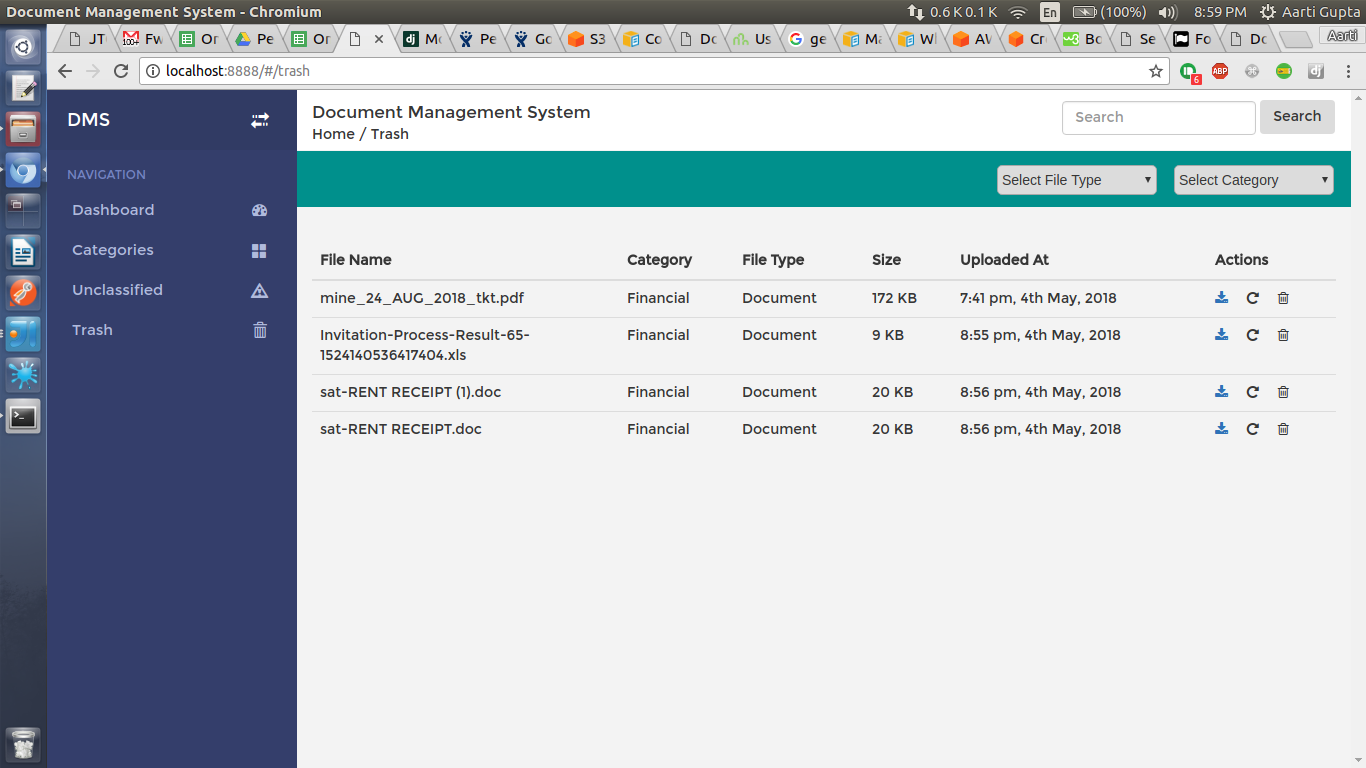 Document Management System - Chromium
0.6 K 0.1 K
En
(100%)
8:59 PM
Aarti Gupta
JT
100+
Fw
Or
Pe
Or
dj
Mo
Pe
Go
S3
Co
Do
Us
ge
Ma
AV
Cr
Bo
Se
Fo
Do
Aarti
localhost:8888/#/trash
6
ABP
dj
DMS
Document Management System
Home / Trash
Search
Search
Select File Type
Select Category
NAVIGATION
Dashboard
Categories
Unclassified
Trash
File Name Category File Type Size Uploaded At Actions
mine_24_AUG_2018_tkt.pdf Financial Document 172 KB 7:41 pm, 4th May, 2018
Invitation-Process-Result-65- Financial Document 9 KB 8:55 pm, 4th May, 2018
1524140536417404.xls
sat-RENT RECEIPT (1).doc Financial Document 20 KB 8:56 pm, 4th May, 2018
sat-RENT RECEIPT.doc Financial Document 20 KB 8:56 pm, 4th May, 2018